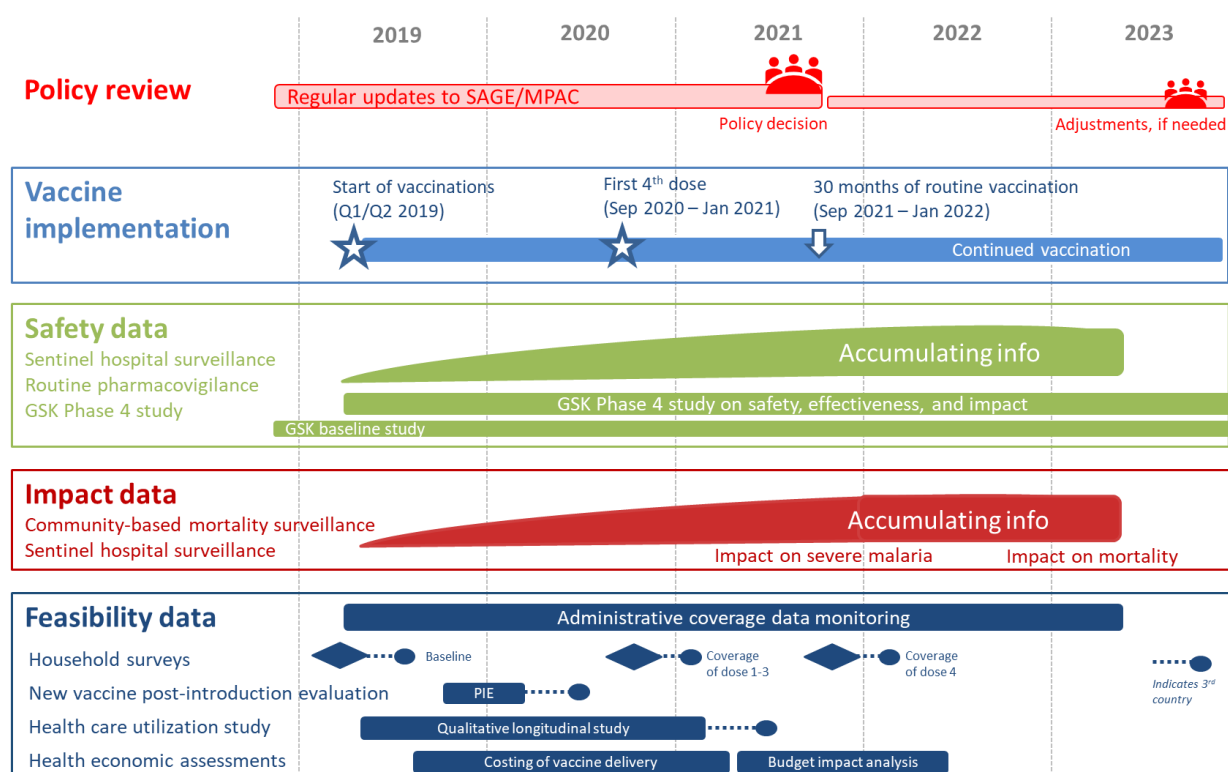 2019 2020 2021 2022 2023
Policy review
Regular updates to SAGE/MPAC
Policy decision
Adjustments, if needed
Vaccine
implementation
Start of vaccinations
(Q1/Q2 2019)
First 4th dose
(Sep 2020 – Jan 2021)
30 months of routine vaccination
(Sep 2021 – Jan 2022)
Continued vaccination
Safety data
Sentinel hospital surveillance
Routine pharmacovigilance
GSK Phase 4 study
Accumulating info
GSK Phase 4 study on safety, effectiveness, and impact
GSK baseline study
Impact data
Community-based mortality surveillance
Sentinel hospital surveillance
Accumulating info
Impact on severe malaria
Impact on mortality
Feasibility data
Administrative coverage data monitoring
Household surveys
Baseline
Coverage
of dose 1-3
Coverage
of dose 4
Indicates 3rd
country
New vaccine post-introduction evaluation
PIE
Health care utilization study
Qualitative longitudinal study
Health economic assessments
Costing of vaccine delivery
Budget impact analysis